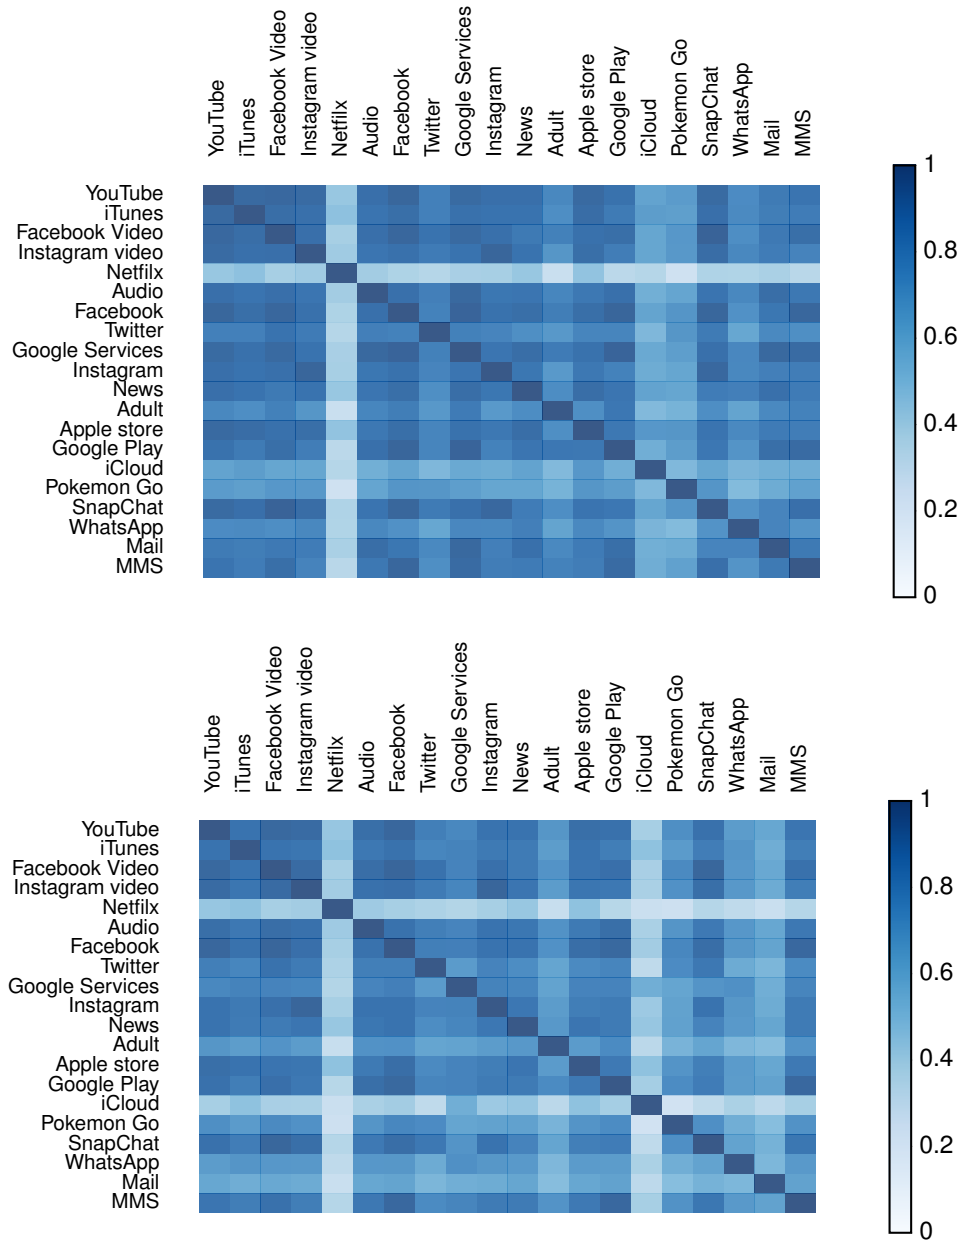 YouTube
iTunes
Facebook Video
Instagram video
Netfilx
Audio
Facebook
Twitter
Google Services
Instagram
News
Adult
Apple store
Google Play
iCloud
Pokemon Go
SnapChat
WhatsApp
Mail
MMS
YouTube
iTunes
Facebook Video
Instagram video
Netfilx
Audio
Facebook
Twitter
Google Services
Instagram
News
Adult
Apple store
Google Play
iCloud
Pokemon Go
SnapChat
WhatsApp
Mail
MMS
1
0.8
0.6
0.4
0.2
0
YouTube
iTunes
Facebook Video
Instagram video
Netfilx
Audio
Facebook
Twitter
Google Services
Instagram
News
Adult
Apple store
Google Play
iCloud
Pokemon Go
SnapChat
WhatsApp
Mail
MMS
YouTube
iTunes
Facebook Video
Instagram video
Netfilx
Audio
Facebook
Twitter
Google Services
Instagram
News
Adult
Apple store
Google Play
iCloud
Pokemon Go
SnapChat
WhatsApp
Mail
MMS
1
0.8
0.6
0.4
0.2
0